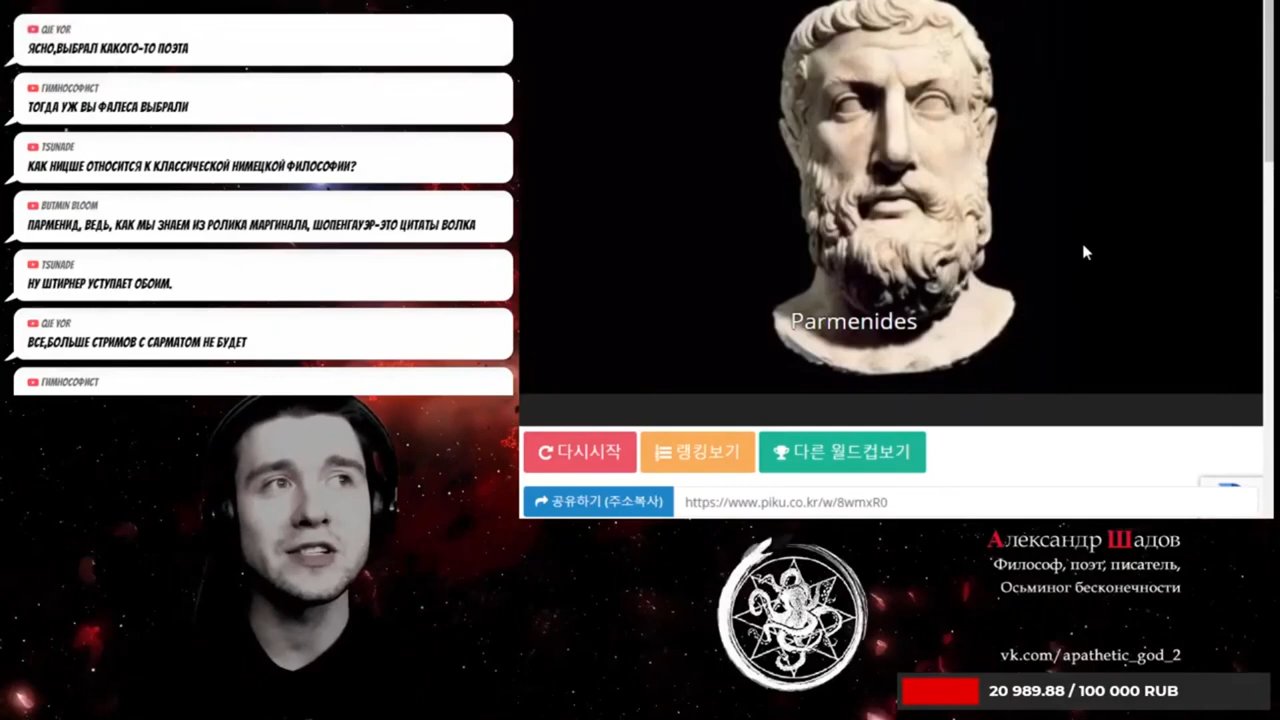 QIE YOR
ЯСНО,ВЫБРАЛ КАКОГО-ТО ПОЭТА
ГИМНОСОФИСТ
ТОГДА УЖ ВЫ ФАЛЕСА ВЫБРАЛИ
TSUNADE
КАК НИЦШЕ ОТНОСИТСЯ К КЛАССИЧЕСКОЙ НИМЕЦКОЙ ФИЛОСОФИИ?
BUTMIN BLOOM
ПАРМЕНИД, ВЕДЬ, КАК МЫ ЗНАЕМ ИЗ РОЛИКА МАРГИНАЛА, ШОПЕНГАУЭР-ЭТО ЦИТАТЫ ВОЛКА
TSUNADE
НУ ШТИРНЕР УСТУПАЕТ ОБОИМ.
QIE YOR
ВСЕ,БОЛЬШЕ СТРИМОВ С САРМАТОМ НЕ БУДЕТ
ГИМНОСОФИСТ
Parmenides
다시시작
랭킹보기
다른 월드컵보기
공유하기 (주소복사)
https://www.piku.co.kr/w/8wmxR0
Александр Шадов
Философ, поэт, писатель,
Осьминог бесконечности
vk.com/apathetic_god_2
20 989.88 / 100 000 RUB